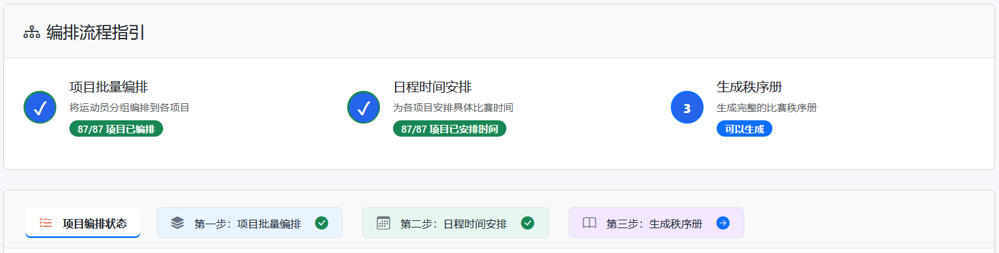 编排流程指引
项目批量编排
将运动员分组编排到各项目
87/87 项目已编排
日程时间安排
为各项目安排具体比赛时间
87/87 项目已安排时间
3
生成秩序册
生成完整的比赛秩序册
可以生成
项目编排状态
第一步：项目批量编排
第二步：日程时间安排
第三步：生成秩序册